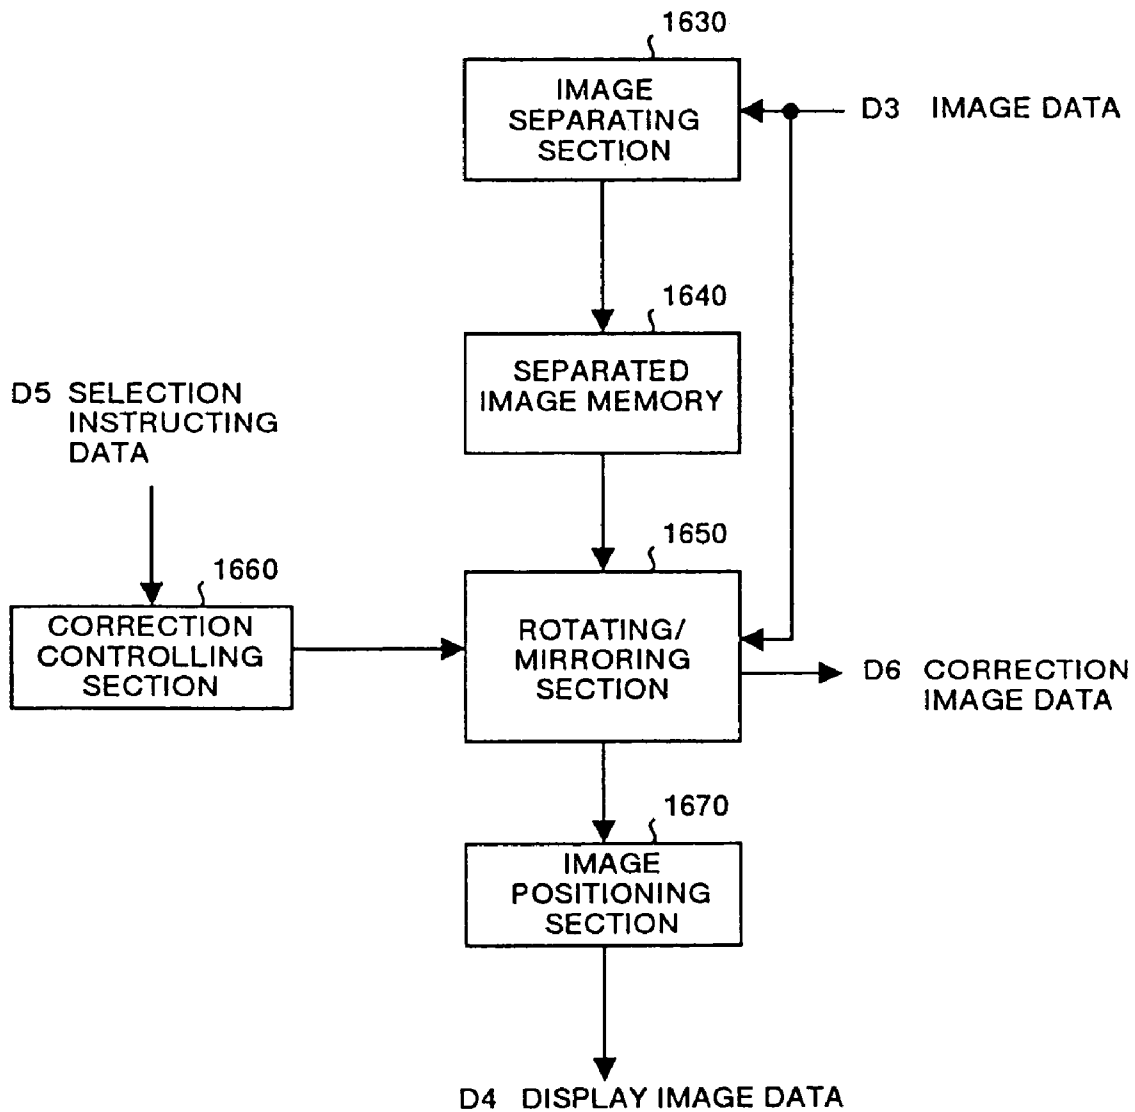 1630
IMAGE
SEPARATING
SECTION
D3 IMAGE DATA
1640
SEPARATED
IMAGE MEMORY
D5 SELECTION
INSTRUCTING
DATA
1650
1660
CORRECTION
CONTROLLING
SECTION
ROTATING/
MIRRORING
SECTION
D6 CORRECTION
IMAGE DATA
1670
IMAGE
POSITIONING
SECTION
D4 DISPLAY IMAGE DATA